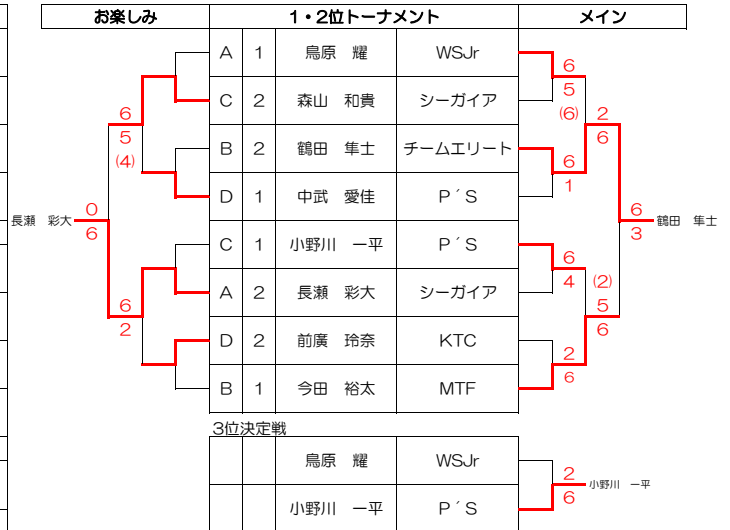 お楽しみ 1・2位トーナメント メイン
A 1 鳥原 耀 WSJr
6
C 2 森山 和貴 シーガイア
5
6 (6) 2
5 6
B 2 鶴田 隼士 チームエリート
(4) 6
1
D 1 中武 愛佳 P´S
長瀬 彩大 0 6 鶴田 隼士
6 3
C 1 小野川 一平 P´S
6
4 (2)
A 2 長瀬 彩大 シーガイア
6 5
2 6
D 2 前廣 玲奈 KTC
2
6
B 1 今田 裕太 MTF
3位決定戦
鳥原 耀 WSJr
2
小野川 一平
6
小野川 一平 P´S